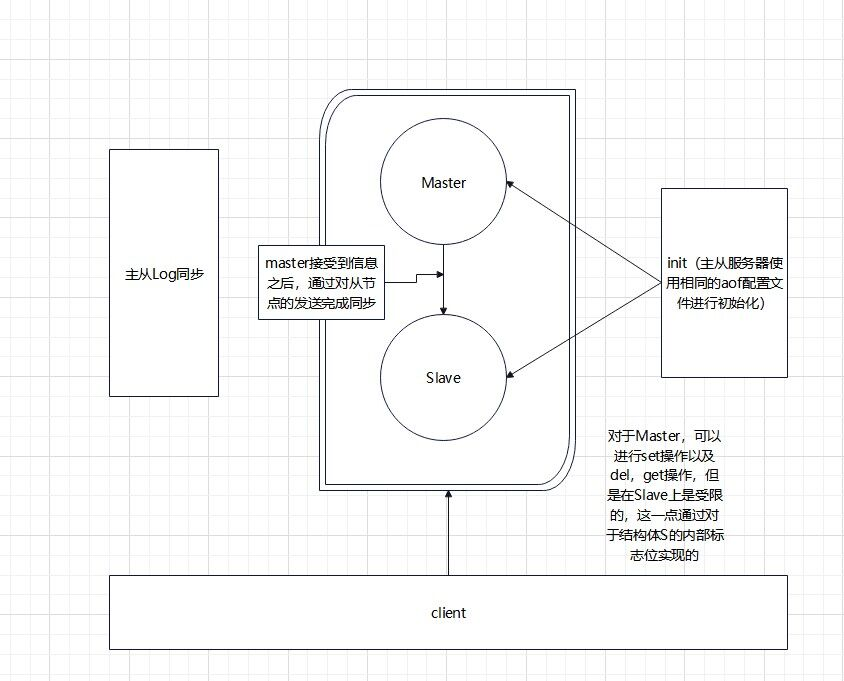 Master
主从Log同步
master接受到信息
之后，通过对从节
点的发送完成同步
init（主从服务器使
用相同的aof配置文
件进行初始化）
Slave
对于Master，可以
进行set操作以及
del，get操作，但
是在Slave上是受限
的，这一点通过对
于结构体S的内部标
志位实现的
client